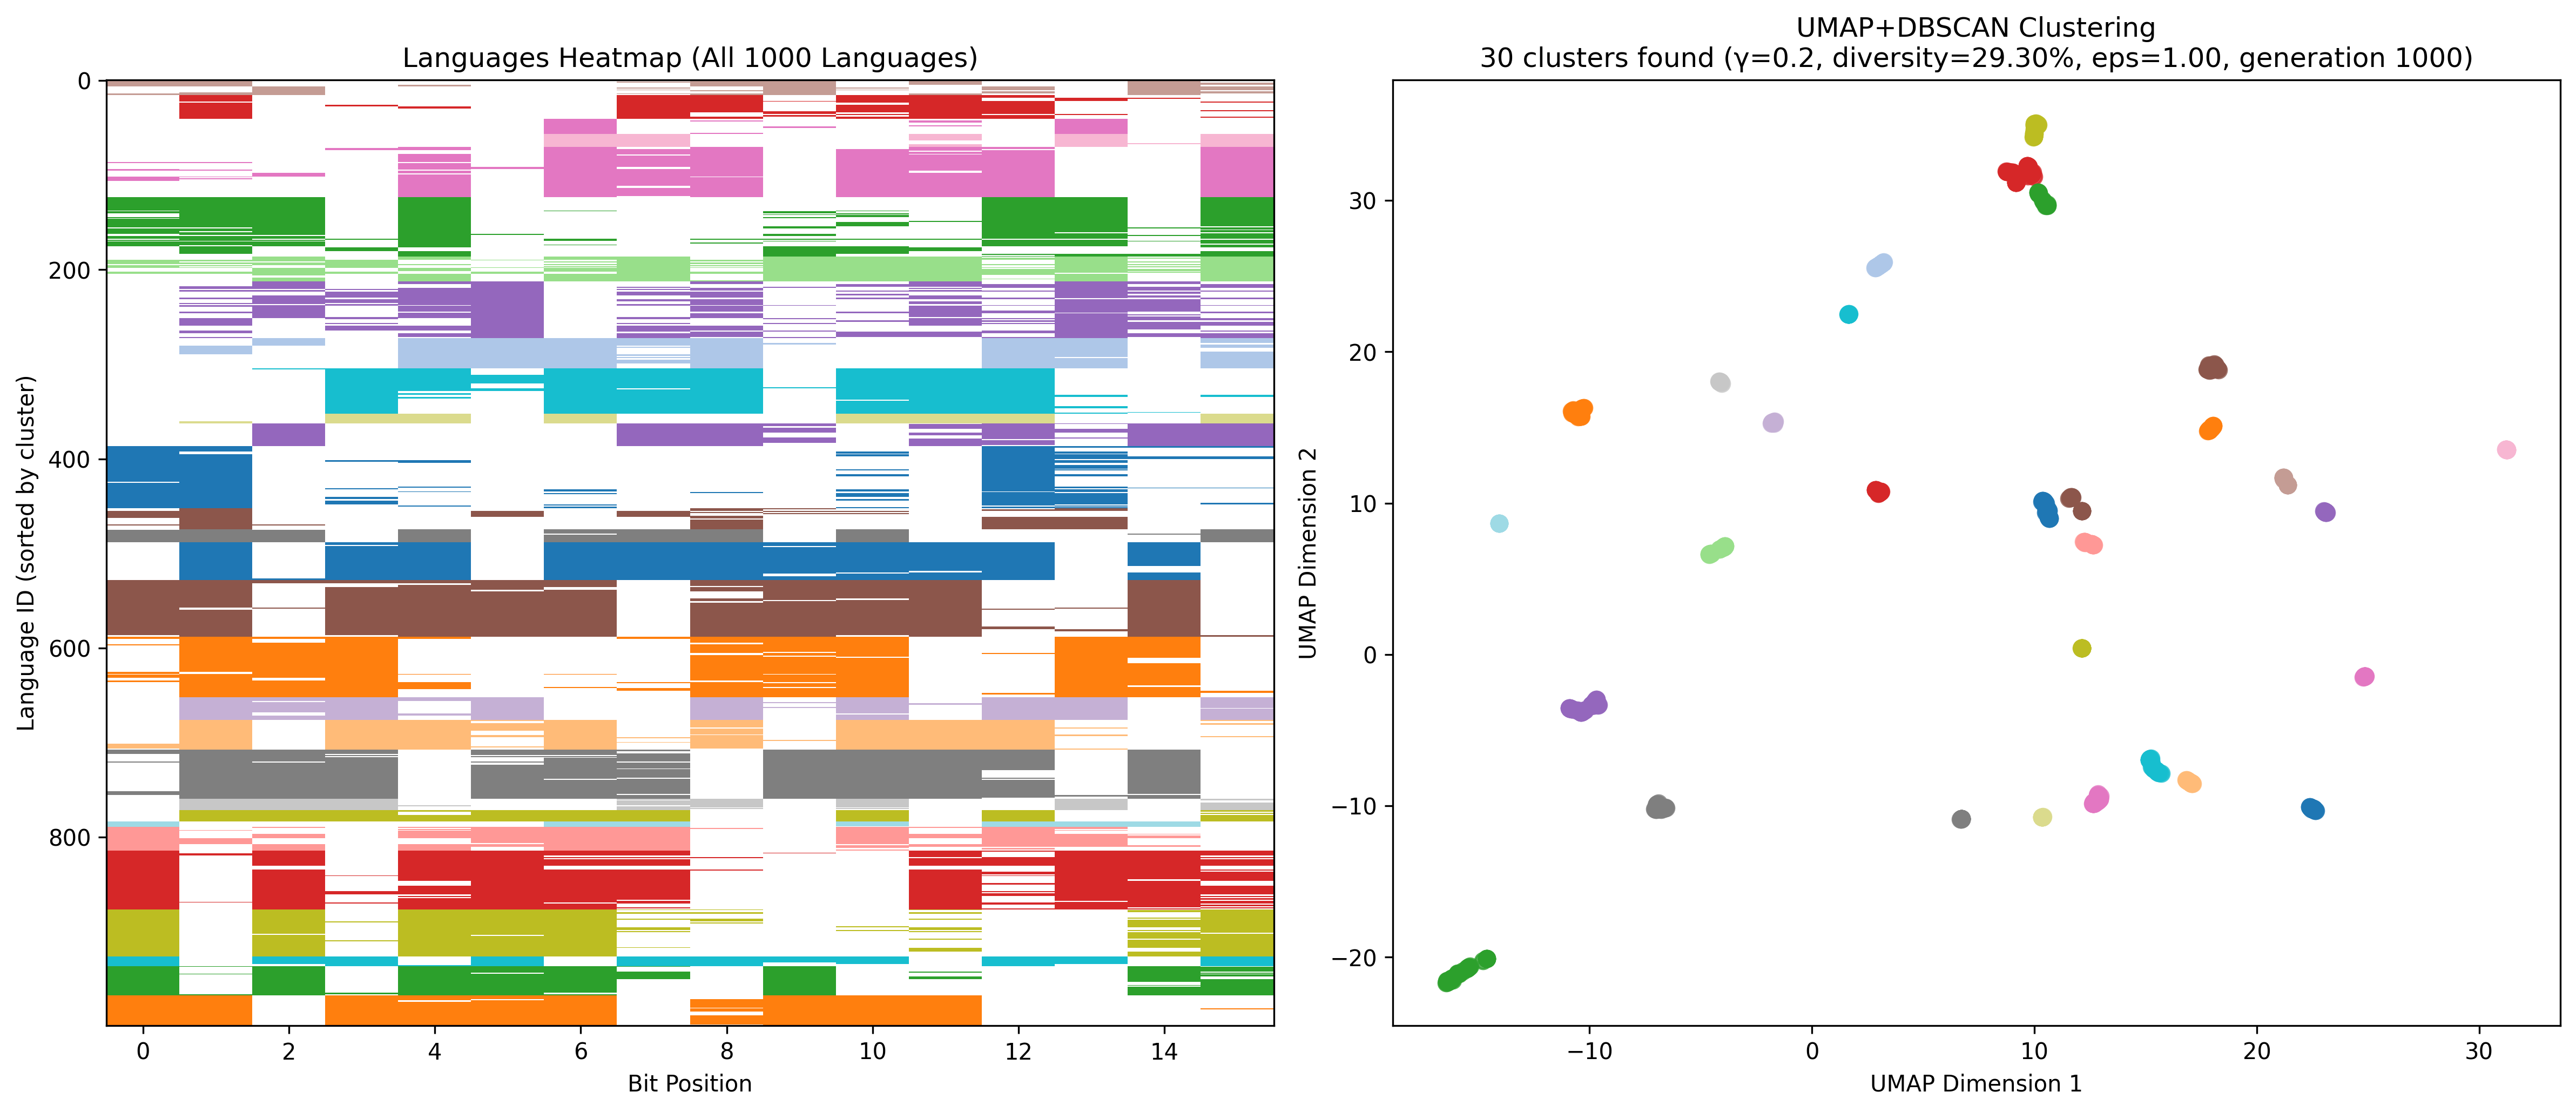 Languages Heatmap (All 1000 Languages)
0
200
400
600
800
Language ID (sorted by cluster)
0 2 4 6 8 10 12 14
Bit Position
UMAP+DBSCAN Clustering
30 clusters found (γ=0.2, diversity=29.30%, eps=1.00, generation 1000)
30
20
10
0
−10
−20
UMAP Dimension 2
−10 0 10 20 30
UMAP Dimension 1